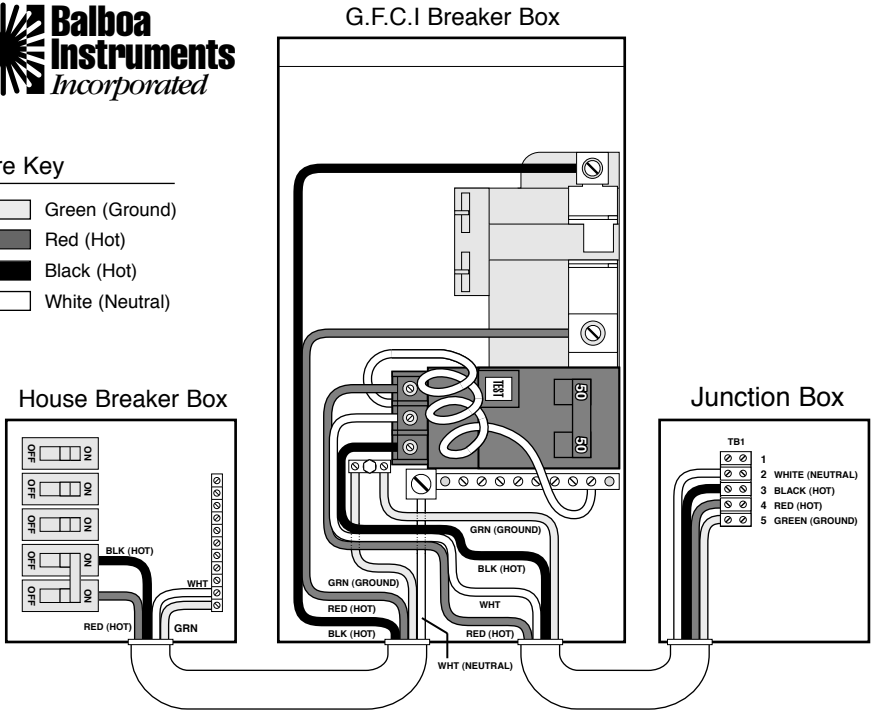 Balboa
Instruments
Incorporated
G.F.C.I Breaker Box
re Key
Green (Ground)
Red (Hot)
Black (Hot)
White (Neutral)
House Breaker Box
OFF ON
OFF ON
OFF ON
OFF ON
OFF ON
BLK (HOT)
WHT
RED (HOT)
GRN
TEST
50
50
GRN (GROUND)
BLK (HOT)
GRN (GROUND)
WHT
RED (HOT)
BLK (HOT)
RED (HOT)
WHT (NEUTRAL)
Junction Box
TB1
1
2 WHITE (NEUTRAL)
3 BLACK (HOT)
4 RED (HOT)
5 GREEN (GROUND)